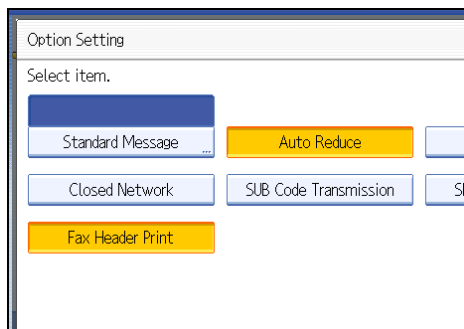 Option Setting
Select item.
Standard Message ...
Auto Reduce
Closed Network
SUB Code Transmission
Fax Header Print